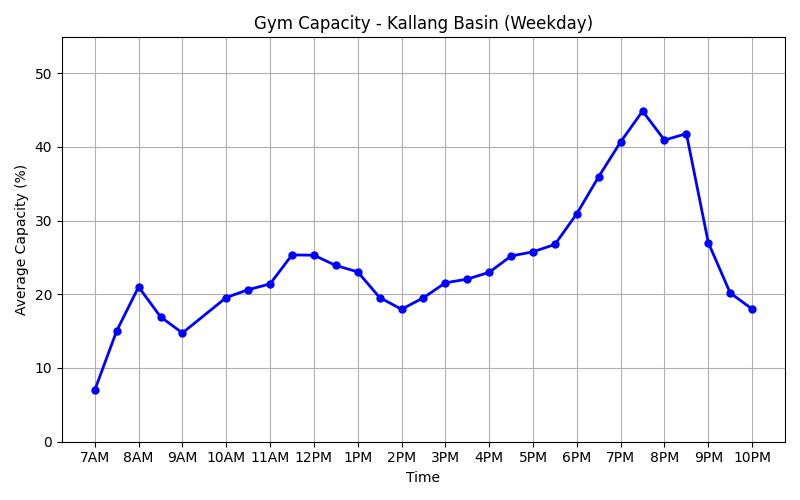 Gym Capacity - Kallang Basin (Weekday)
Average Capacity (%)
50
40
30
20
10
0
7AM 8AM 9AM 10AM 11AM 12PM 1PM 2PM 3PM 4PM 5PM 6PM 7PM 8PM 9PM 10PM
Time